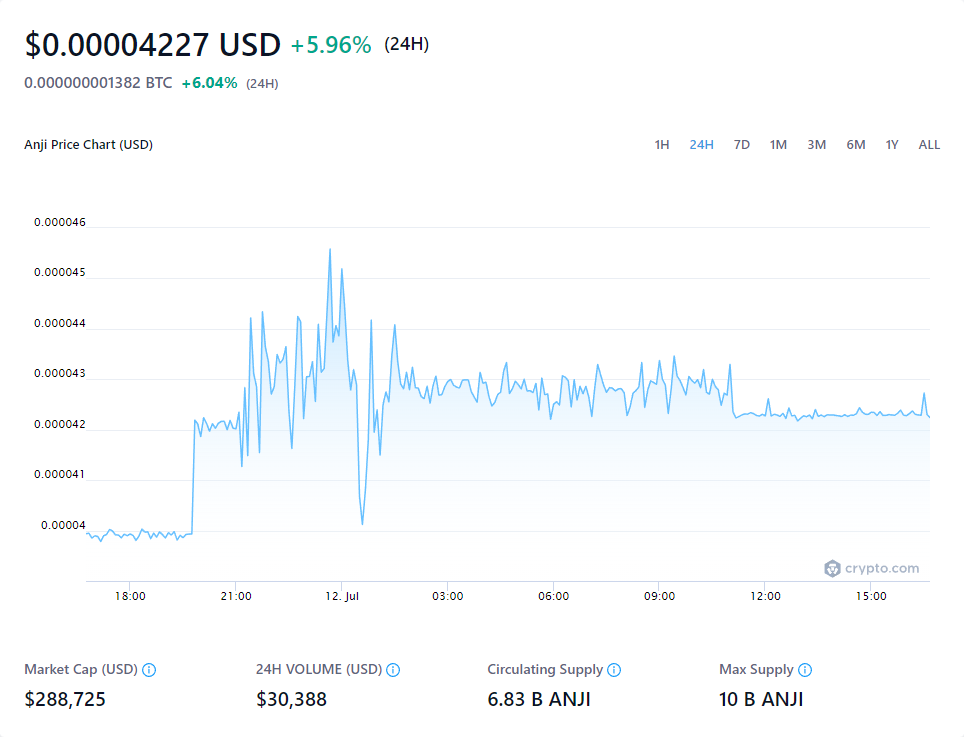 $0.00004227 USD +5.96% (24H)
0.000000001382 BTC +6.04% (24H)
Anji Price Chart (USD) 1H 24H 7D 1M 3M 6M 1Y ALL
0.000046
0.000045
0.000044
0.000043
0.000042
0.000041
0.00004
crypto.com
18:00 21:00 12. Jul 03:00 06:00 09:00 12:00 15:00
Market Cap (USD) 24H VOLUME (USD) Circulating Supply Max Supply
$288,725 $30,388 6.83 B ANJI 10 B ANJI